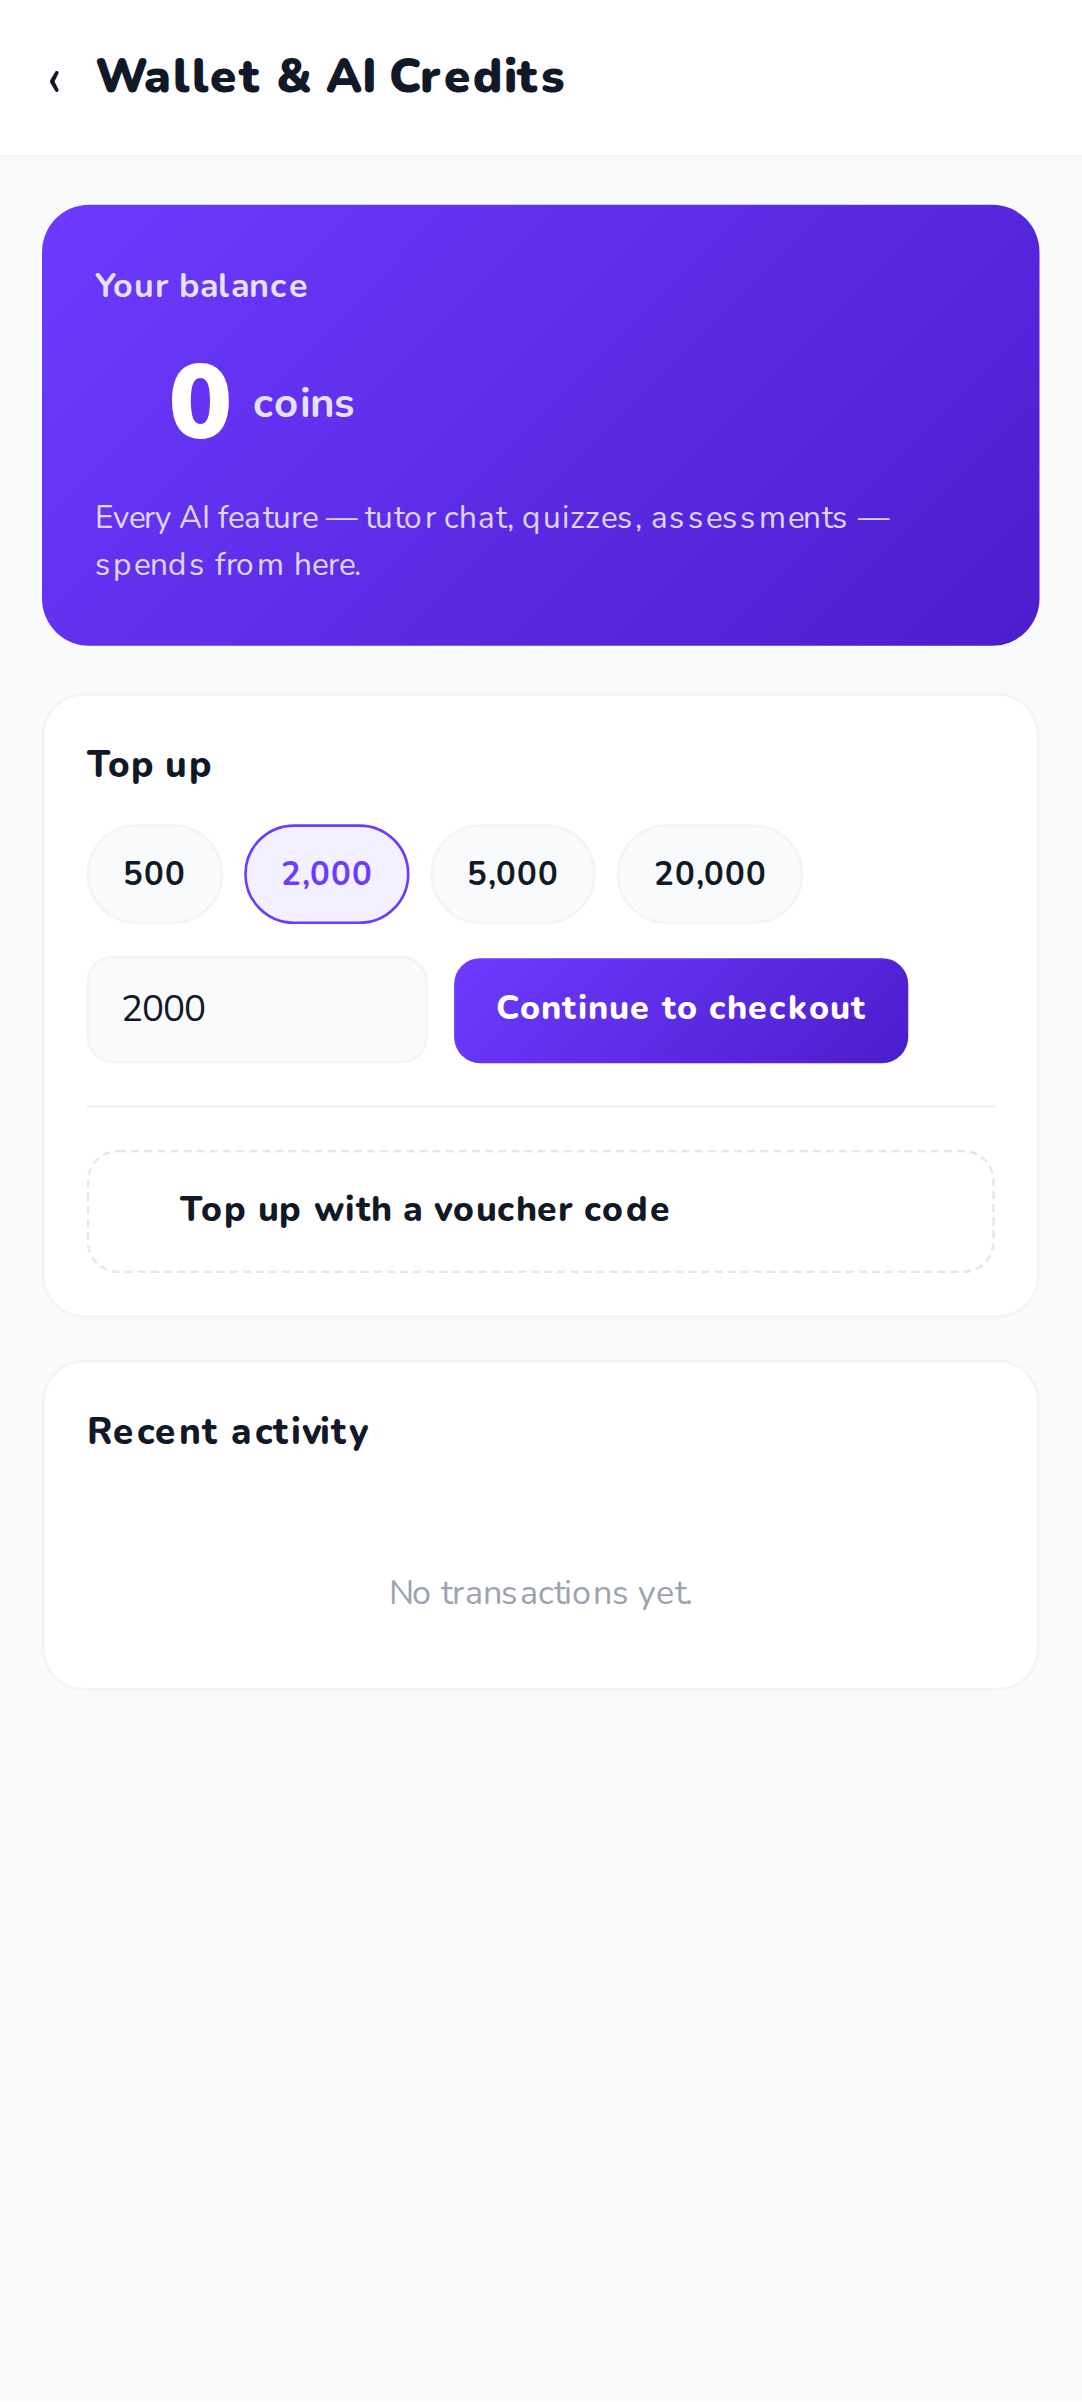 ‹ Wallet & AI Credits
Your balance
0 coins
Every AI feature — tutor chat, quizzes, assessments —
spends from here.
Top up
500 2,000 5,000 20,000
2000 Continue to checkout
Top up with a voucher code
Recent activity
No transactions yet.